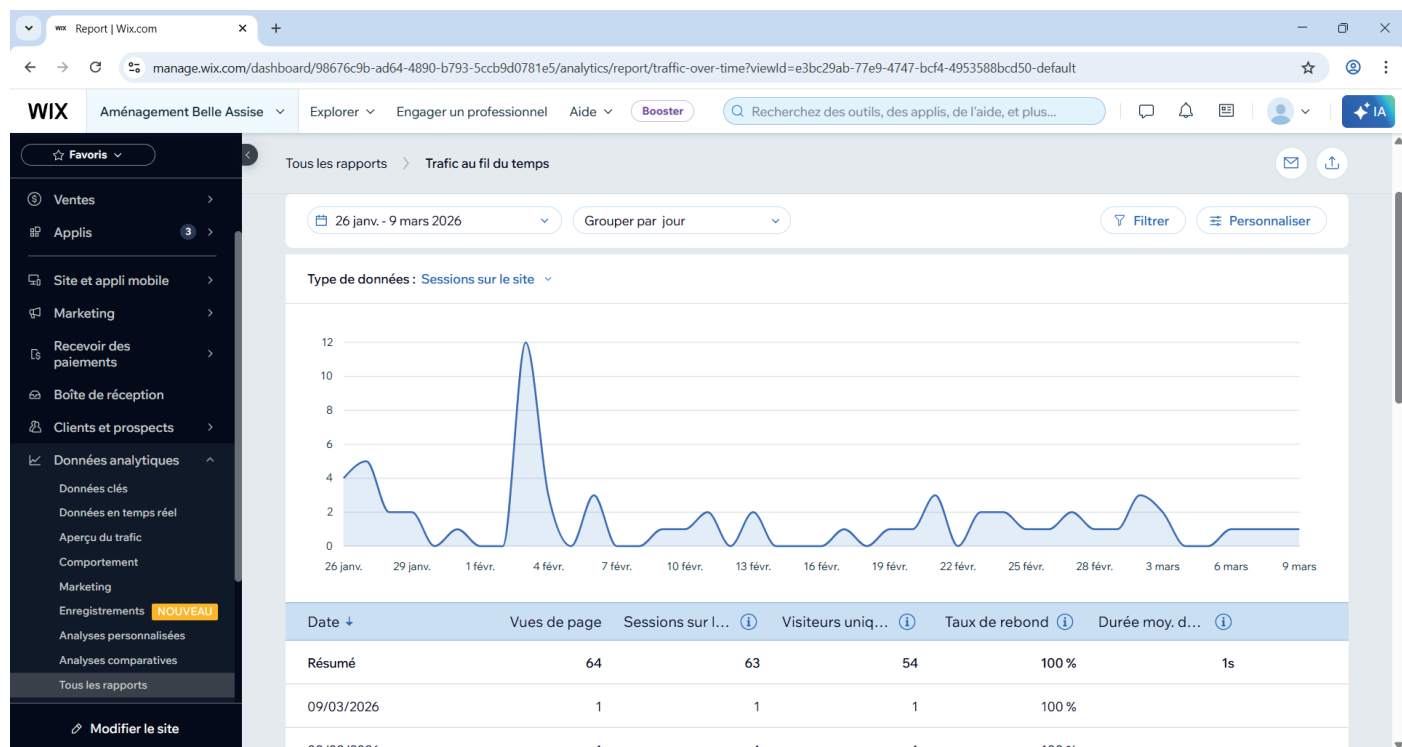 WIX Report | Wix.com
manage.wix.com/dashboard/98676c9b-ad64-4890-b793-5ccb9d0781e5/analytics/report/traffic-over-time?viewId=e3bc29ab-77e9-4747-bcf4-4953588bcd50-default
WIX Aménagement Belle Assise Explorer Engager un professionnel Aide Booster Recherchez des outils, des applis, de l'aide, et plus... IA
Favoris
Ventes
Applis 3
Site et appli mobile
Marketing
Recevoir des
paiements
Boîte de réception
Clients et prospects
Données analytiques
Données clés
Données en temps réel
Aperçu du trafic
Comportement
Marketing
Enregistrements NOUVEAU
Analyses personnalisées
Analyses comparatives
Tous les rapports
Modifier le site
Tous les rapports > Trafic au fil du temps
26 janv. - 9 mars 2026 Grouper par jour Filtrer Personnaliser
Type de données : Sessions sur le site
12
10
8
6
4
2
0
26 janv. 29 janv. 1 févr. 4 févr. 7 févr. 10 févr. 13 févr. 16 févr. 19 févr. 22 févr. 25 févr. 28 févr. 3 mars 6 mars 9 mars
Date Vues de page Sessions sur l... Visiteurs uniq... Taux de rebond Durée moy. d...
Résumé 64 63 54 100 % 1s
09/03/2026 1 1 1 100 %